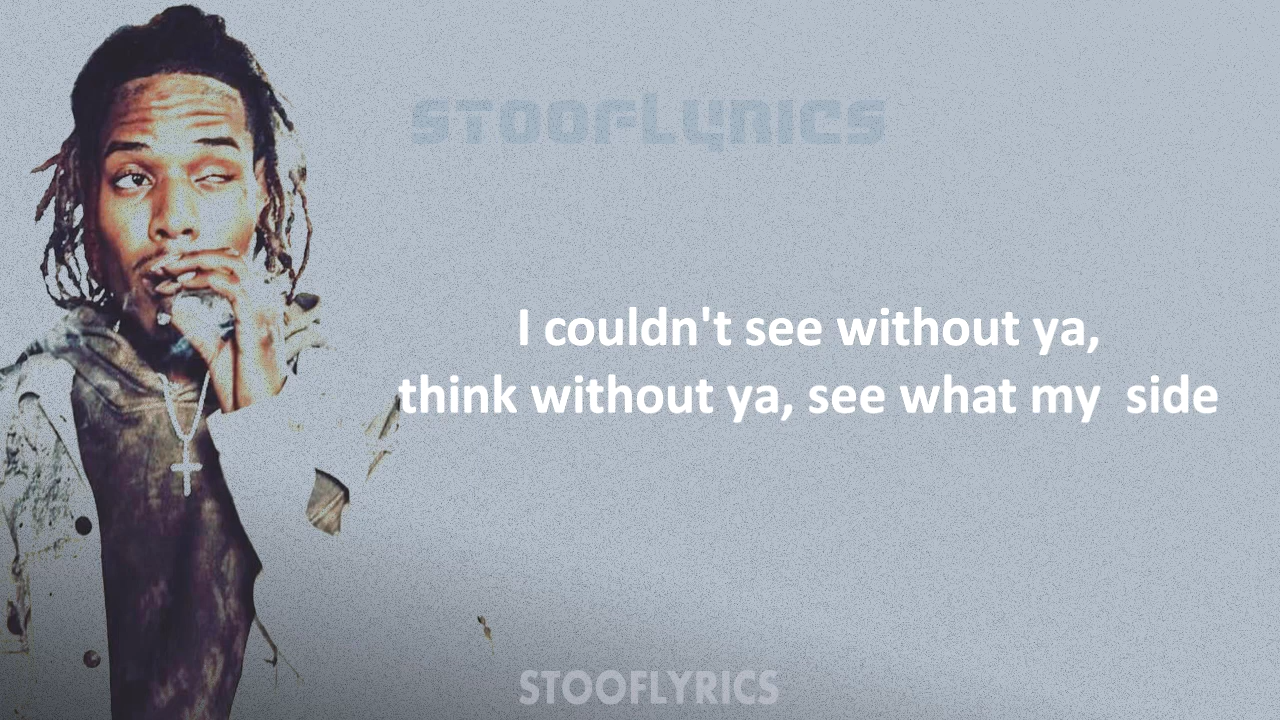 STOOFLYRICS
I couldn't see without ya,
think without ya, see what my  side
STOOFLYRICS